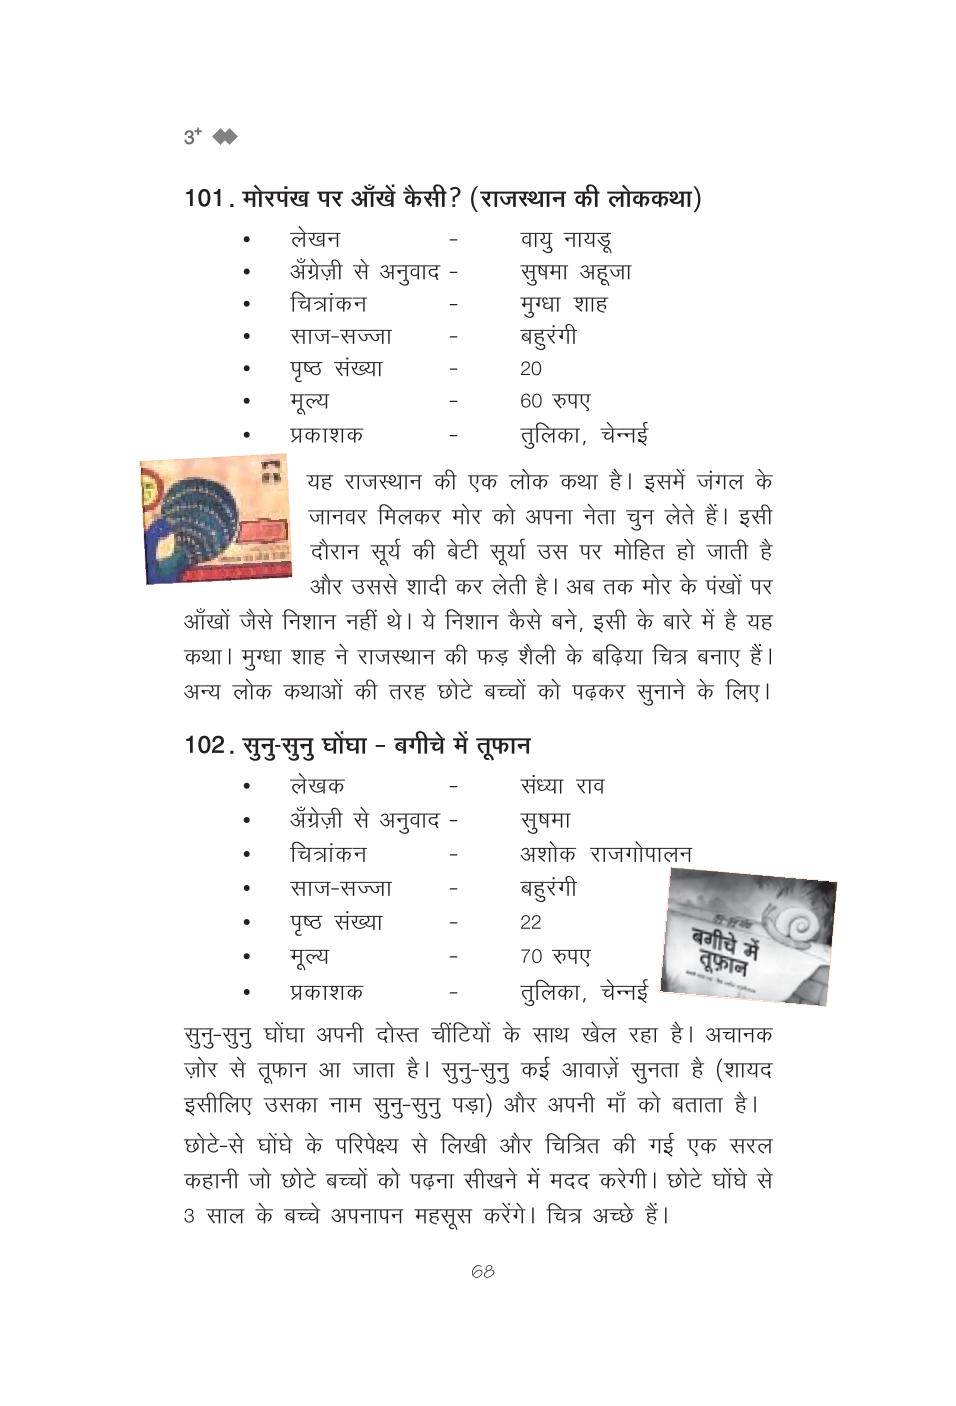 3+
101. मोरपंख पर आँखें कैसी? (राजस्थान की लोककथा)
• लेखन - वायु नायडू
• अँग्रेज़ी से अनुवाद - सुषमा अहूजा
• चित्रांकन - मुग्धा शाह
• साज-सज्जा - बहुरंगी
• पृष्ठ संख्या - 20
• मूल्य - 60 रुपए
• प्रकाशक - तुलिका, चेन्नई
यह राजस्थान की एक लोक कथा है। इसमें जंगल के
जानवर मिलकर मोर को अपना नेता चुन लेते हैं। इसी
दौरान सूर्य की बेटी सूर्या उस पर मोहित हो जाती है
और उससे शादी कर लेती है। अब तक मोर के पंखों पर
आँखों जैसे निशान नहीं थे। ये निशान कैसे बने, इसी के बारे में है यह
कथा। मुग्धा शाह ने राजस्थान की फड़ शैली के बढ़िया चित्र बनाए हैं।
अन्य लोक कथाओं की तरह छोटे बच्चों को पढ़कर सुनाने के लिए।
102. सुनु-सुनु घोंघा – बगीचे में तूफान
• लेखक - संध्या राव
• अँग्रेज़ी से अनुवाद - सुषमा
• चित्रांकन - अशोक राजगोपालन
• साज-सज्जा - बहुरंगी
• पृष्ठ संख्या - 22
• मूल्य - 70 रुपए
• प्रकाशक - तुलिका, चेन्नई
बगीचे में
तूफ़ान
सुनु-सुनु घोंघा अपनी दोस्त चींटियों के साथ खेल रहा है। अचानक
ज़ोर से तूफान आ जाता है। सुनु-सुनु कई आवाज़ें सुनता है (शायद
इसीलिए उसका नाम सुनु-सुनु पड़ा) और अपनी माँ को बताता है।
छोटे-से घोंघे के परिपेक्ष्य से लिखी और चित्रित की गई एक सरल
कहानी जो छोटे बच्चों को पढ़ना सीखने में मदद करेगी। छोटे घोंघे से
3 साल के बच्चे अपनापन महसूस करेंगे। चित्र अच्छे हैं।
68